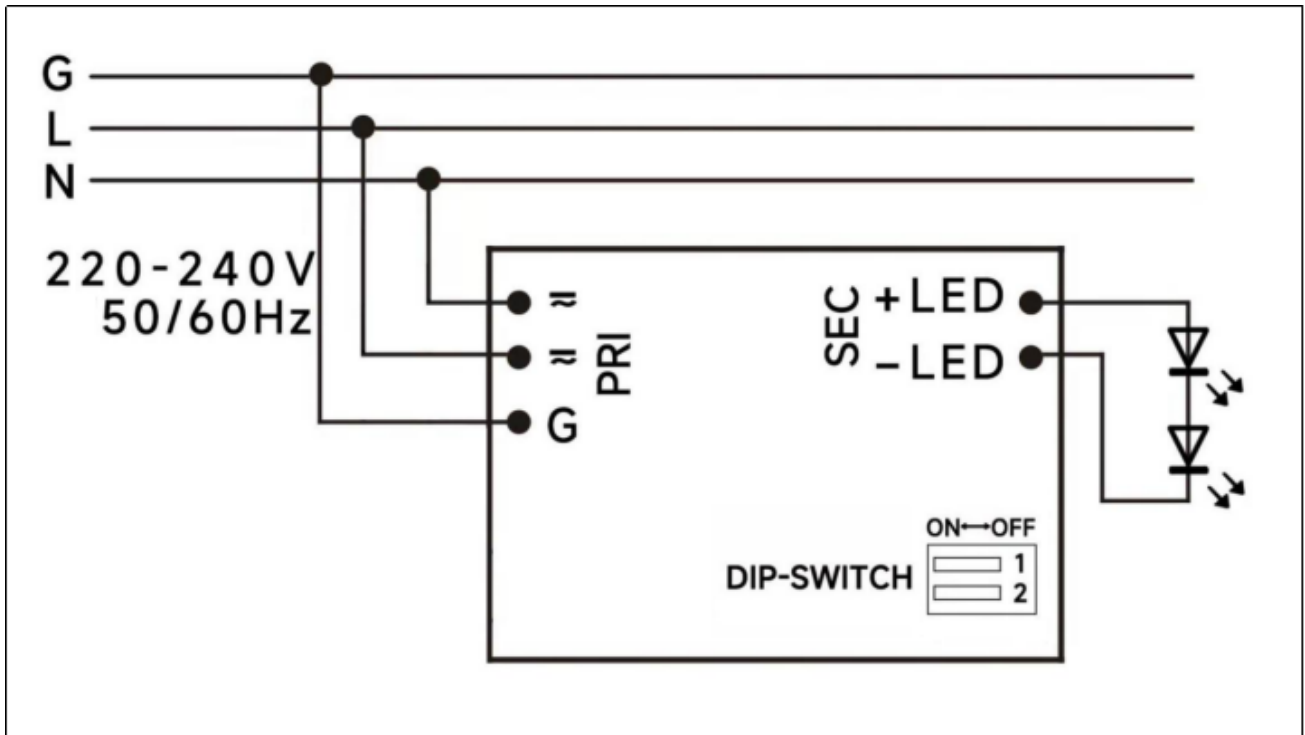 G
L
N
220-240V
50/60Hz
≂
≂
G
PRI
SEC
+LED
-LED
ON↔OFF
DIP-SWITCH
1
2